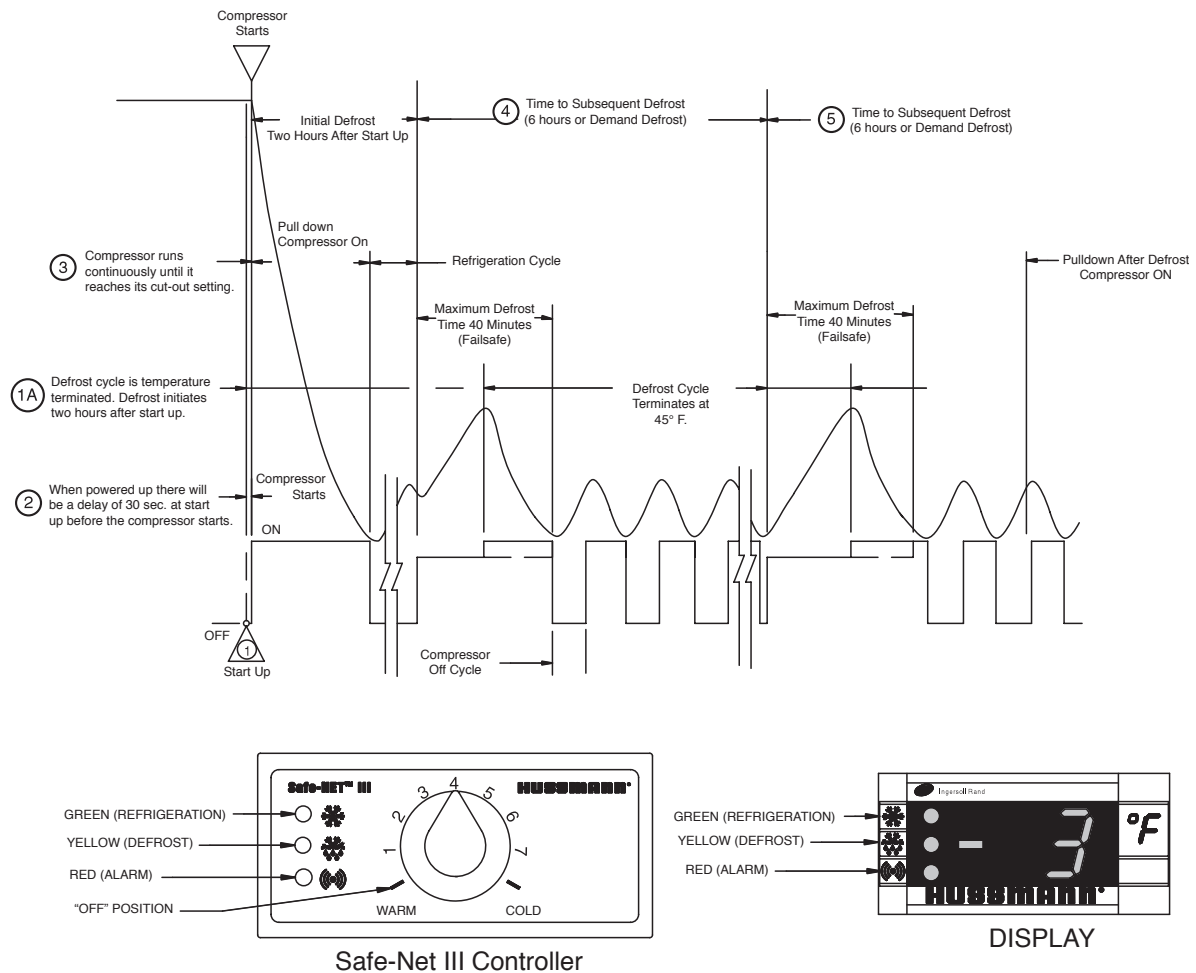 Compressor
Starts
Initial Defrost
Two Hours After Start Up
4
Time to Subsequent Defrost
(6 hours or Demand Defrost)
5
Time to Subsequent Defrost
(6 hours or Demand Defrost)
Pull down
Compressor On
3
Compressor runs
continuously until it
reaches its cut-out setting.
Refrigeration Cycle
Pulldown After Defrost
Compressor ON
Maximum Defrost
Time 40 Minutes
(Failsafe)
Maximum Defrost
Time 40 Minutes
(Failsafe)
1A
Defrost cycle is temperature
terminated. Defrost initiates
two hours after start up.
Defrost Cycle
Terminates at
45° F.
2
When powered up there will
be a delay of 30 sec. at start
up before the compressor starts.
Compressor
Starts
ON
OFF
1
Start Up
Compressor
Off Cycle
Safe-NET™ III
HUSSMANN®
GREEN (REFRIGERATION)
YELLOW (DEFROST)
RED (ALARM)
"OFF" POSITION
1
2
3
4
5
6
7
WARM
COLD
Safe-Net III Controller
Ingersoll Rand
GREEN (REFRIGERATION)
YELLOW (DEFROST)
RED (ALARM)
- 3
°F
HUSSMANN®
DISPLAY